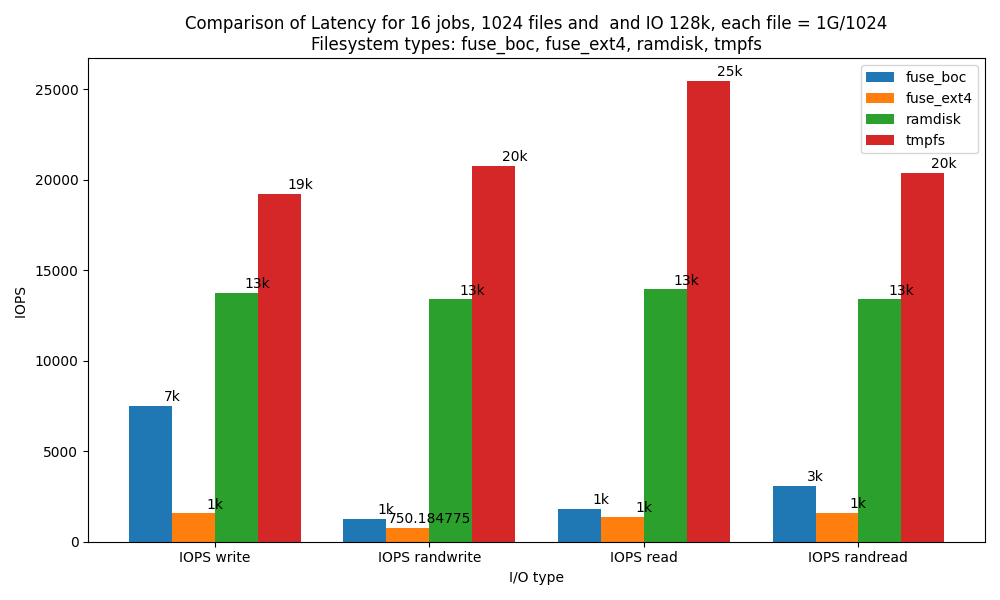 Comparison of Latency for 16 jobs, 1024 files and  and IO 128k, each file = 1G/1024
Filesystem types: fuse_boc, fuse_ext4, ramdisk, tmpfs
fuse_boc
fuse_ext4
ramdisk
tmpfs
IOPS
25000
20000
15000
10000
5000
0
7k
1k
13k
19k
1k
750.184775
13k
20k
1k
1k
13k
25k
3k
1k
13k
20k
IOPS write
IOPS randwrite
IOPS read
IOPS randread
I/O type